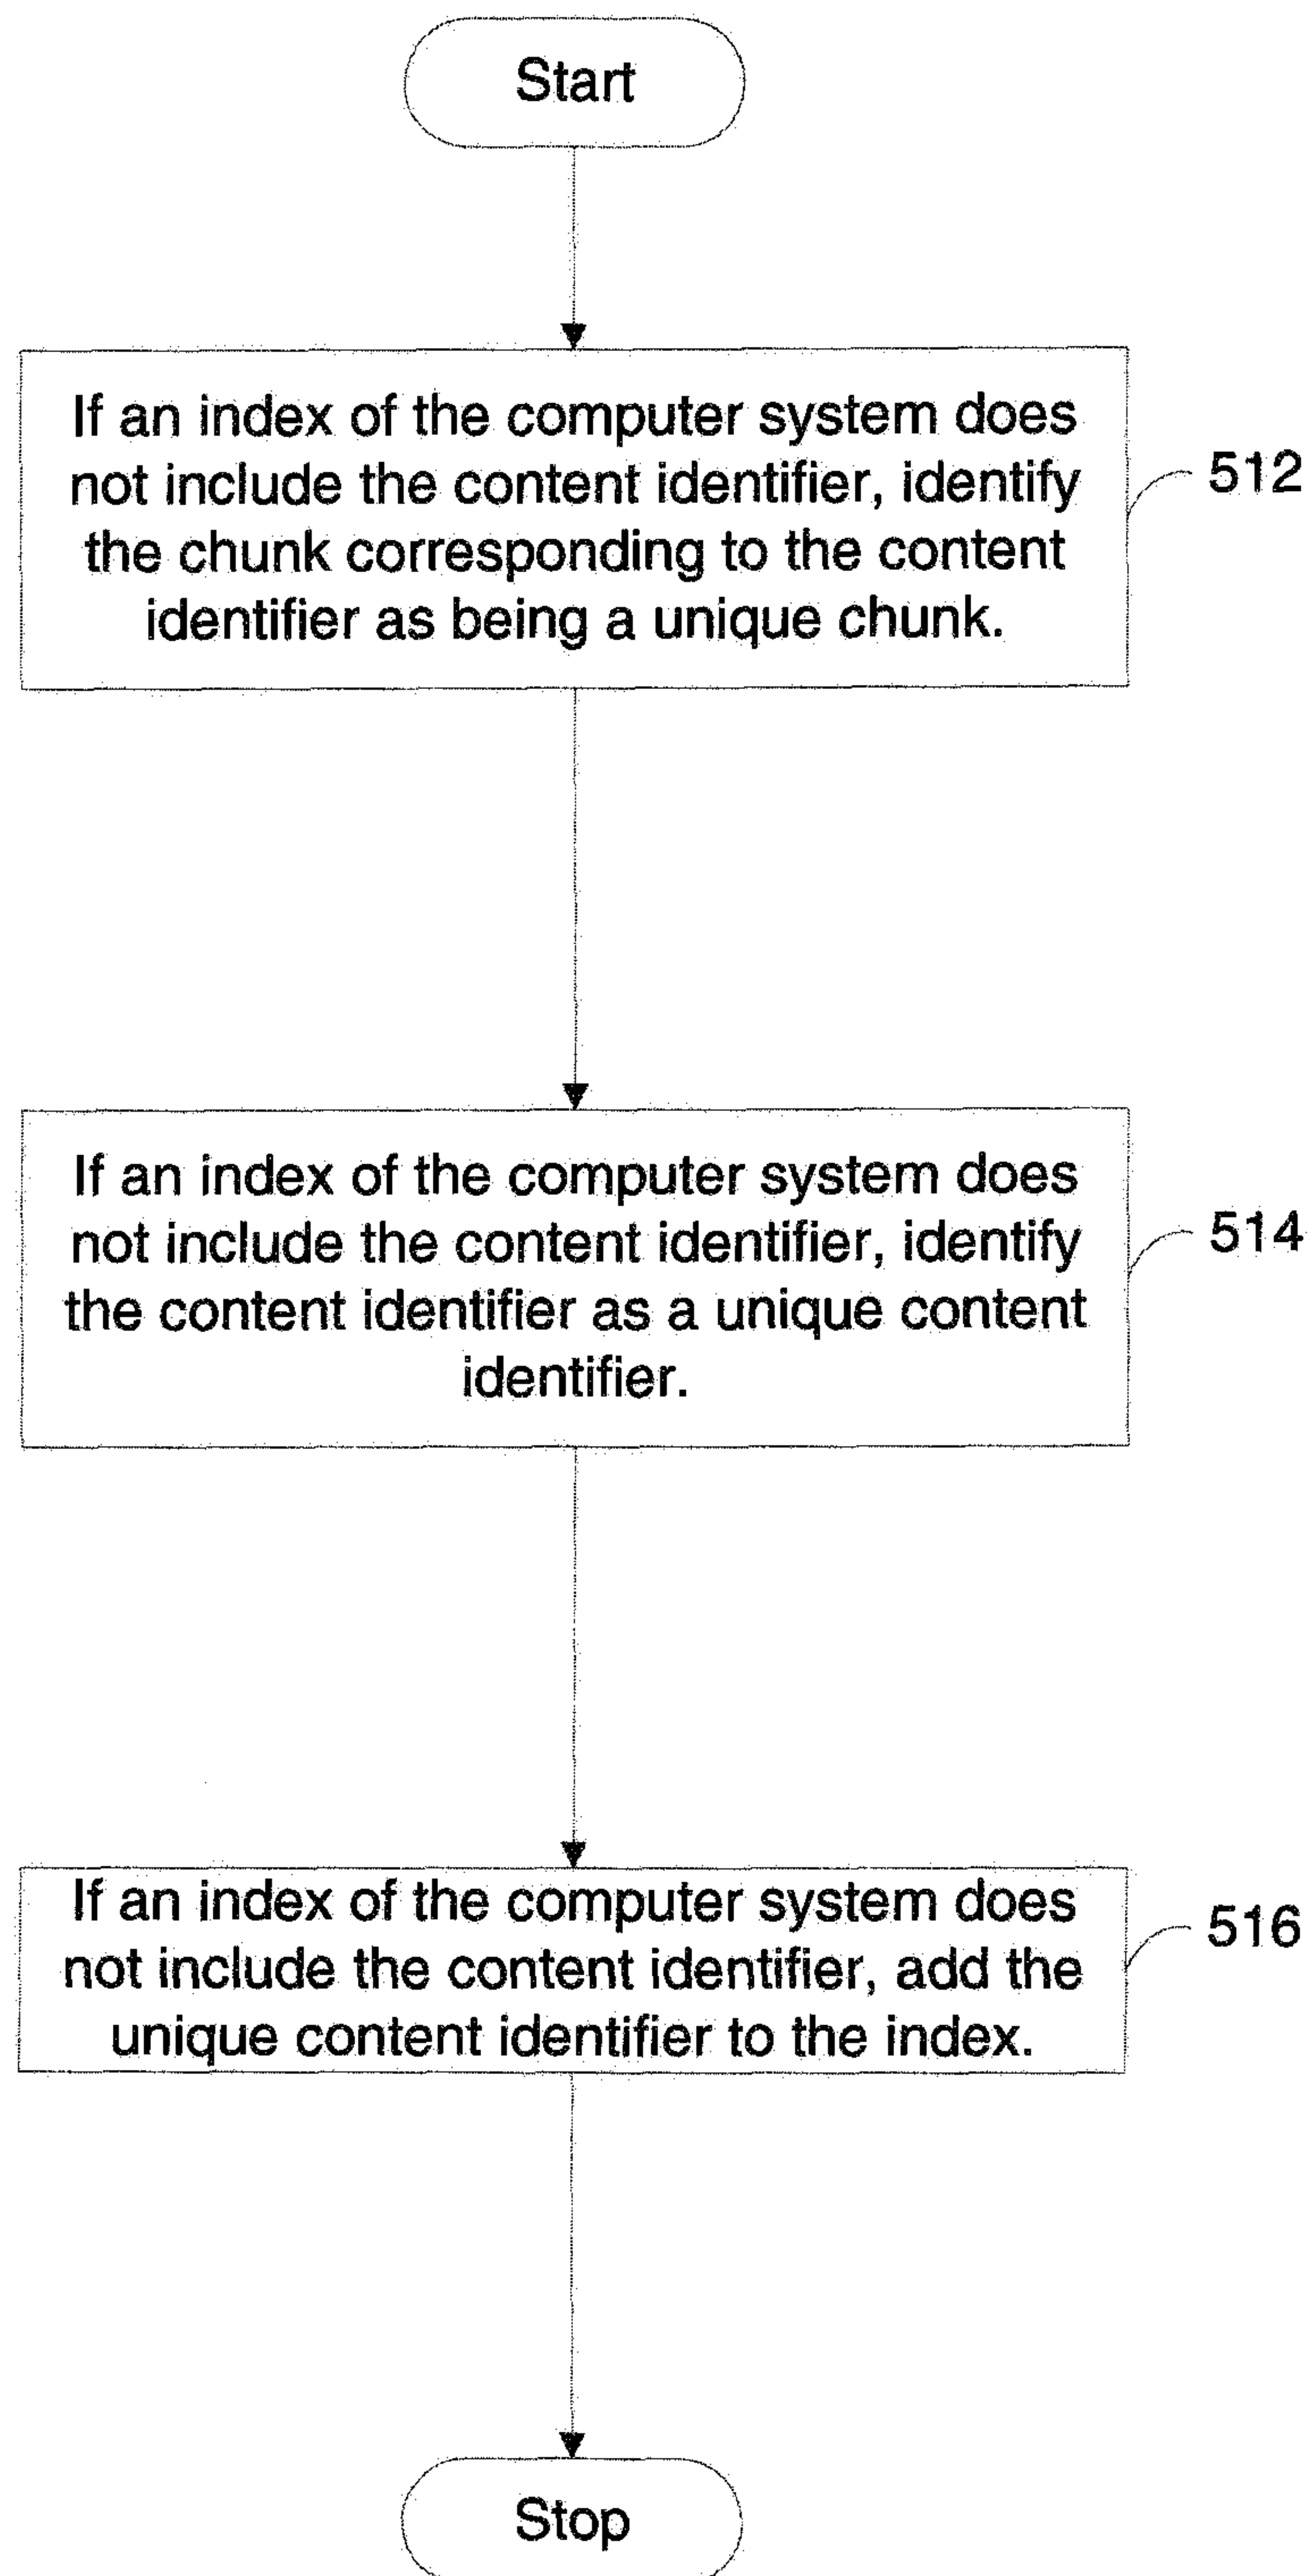 Start
If an index of the computer system does
not include the content identifier, identify
the chunk corresponding to the content
identifier as being a unique chunk.
512
If an index of the computer system does
not include the content identifier, identify
the content identifier as a unique content
identifier.
514
If an index of the computer system does
not include the content identifier, add the
unique content identifier to the index.
516
Stop